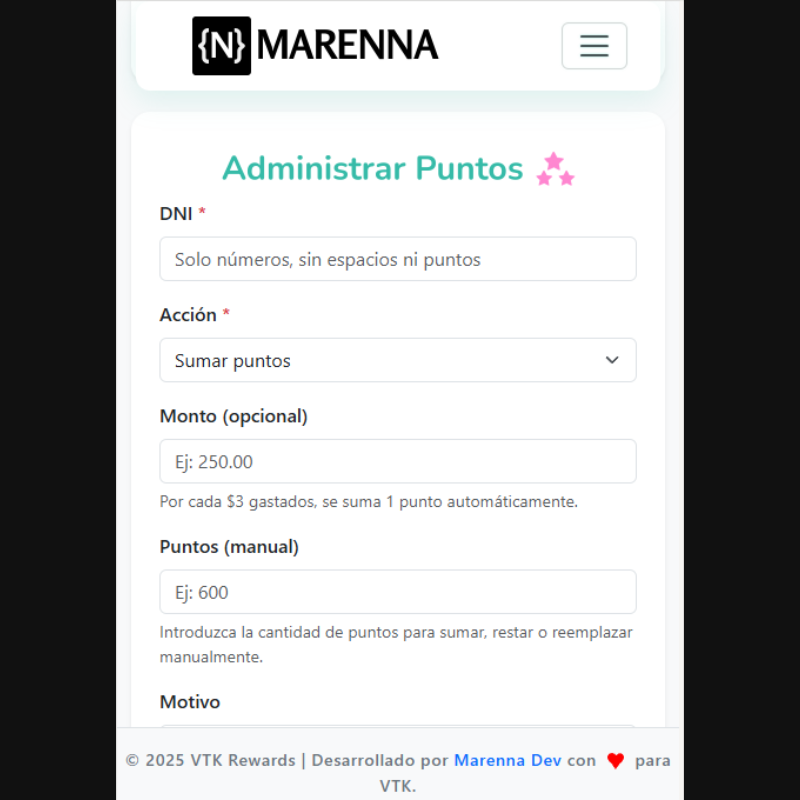 {N} MARENNA
Administrar Puntos
DNI *
Solo números, sin espacios ni puntos
Acción *
Sumar puntos
Monto (opcional)
Ej: 250.00
Por cada $3 gastados, se suma 1 punto automáticamente.
Puntos (manual)
Ej: 600
Introduzca la cantidad de puntos para sumar, restar o reemplazar
manualmente.
Motivo
© 2025 VTK Rewards | Desarrollado por Marenna Dev con ❤ para
VTK.